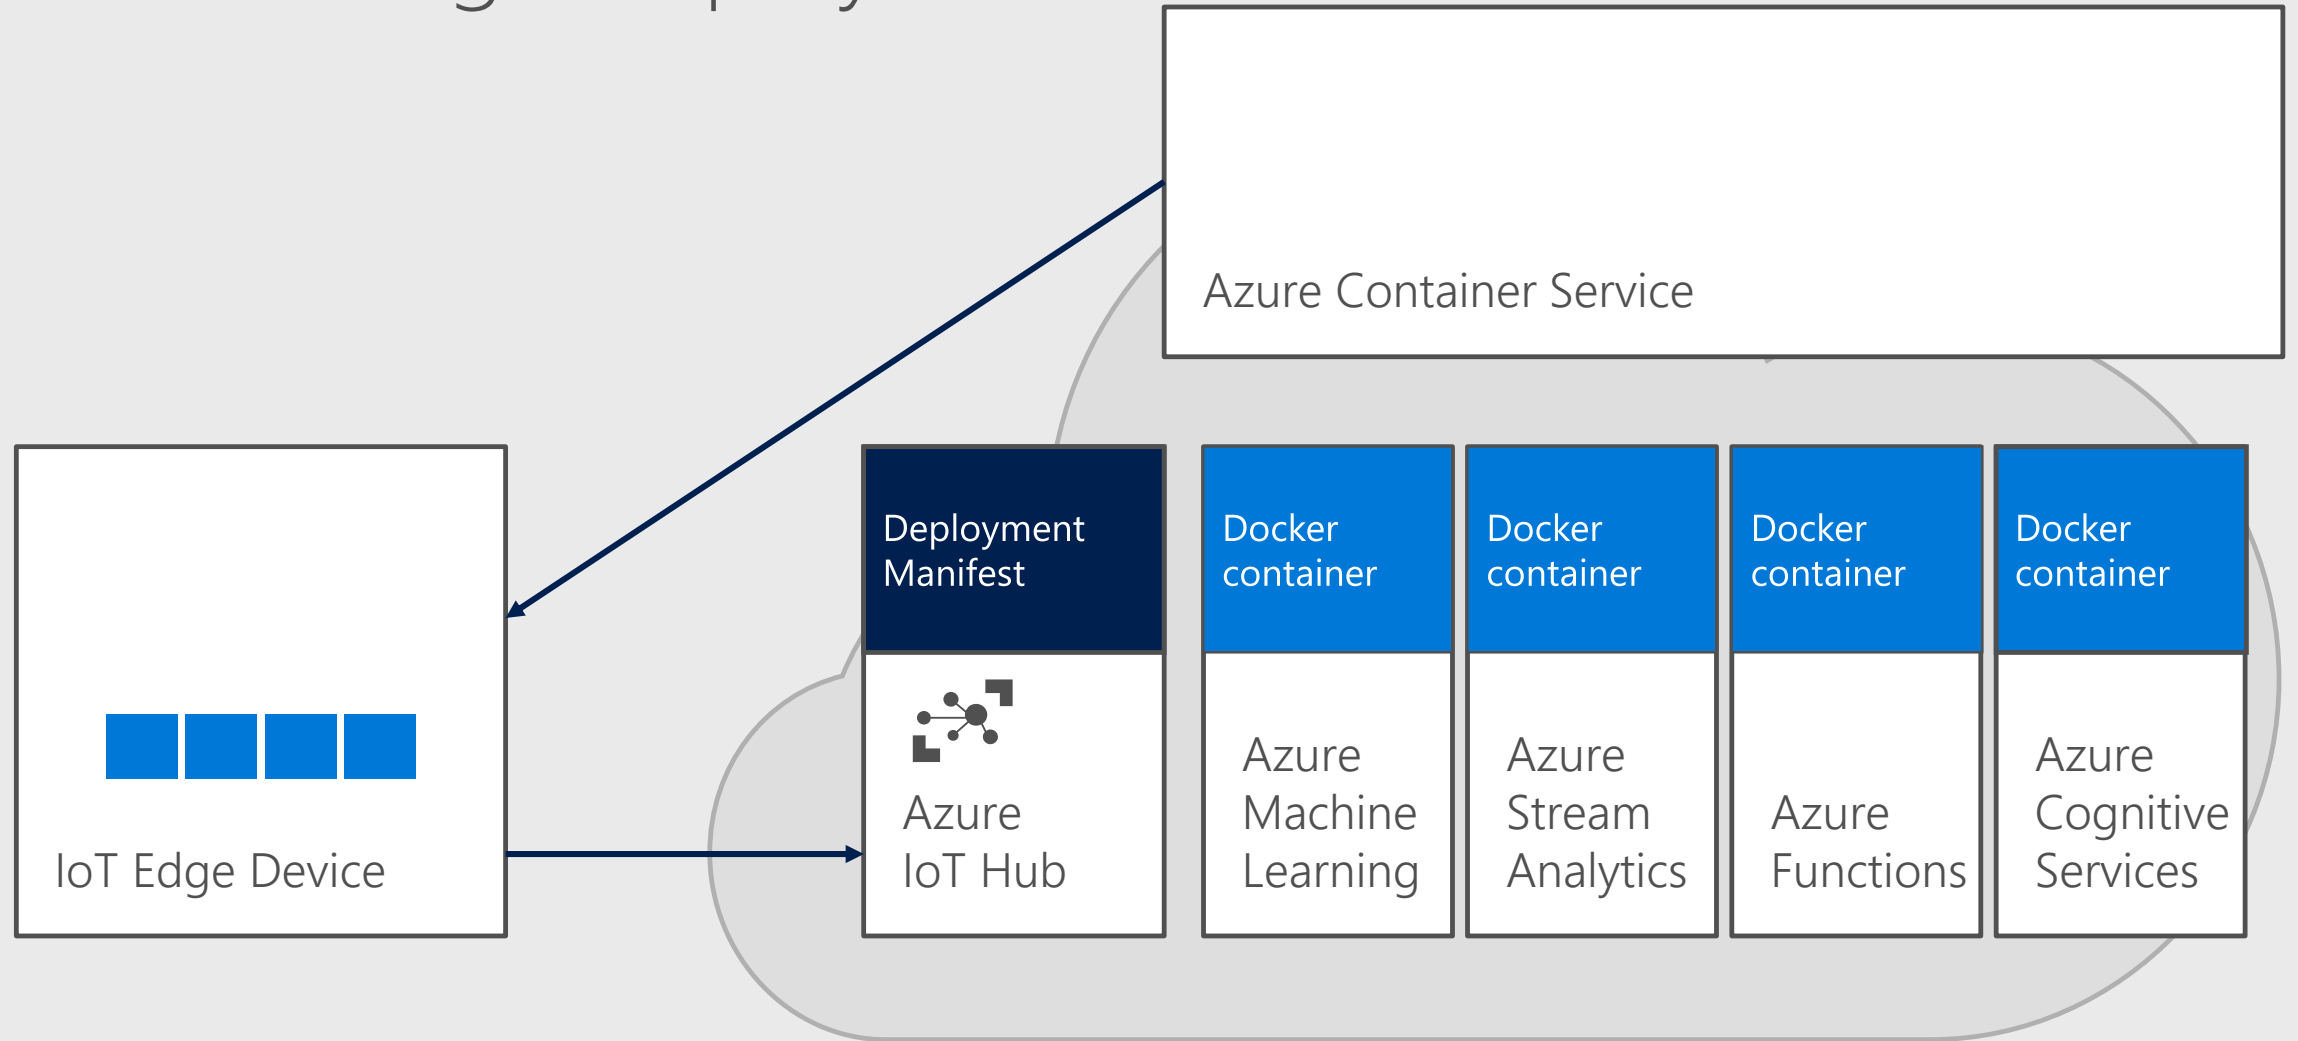 Azure Container Service
Deployment
Manifest
Docker
container
Docker
container
Docker
container
Docker
container
IoT Edge Device
Azure
IoT Hub
Azure
Machine
Learning
Azure
Stream
Analytics
Azure
Functions
Azure
Cognitive
Services